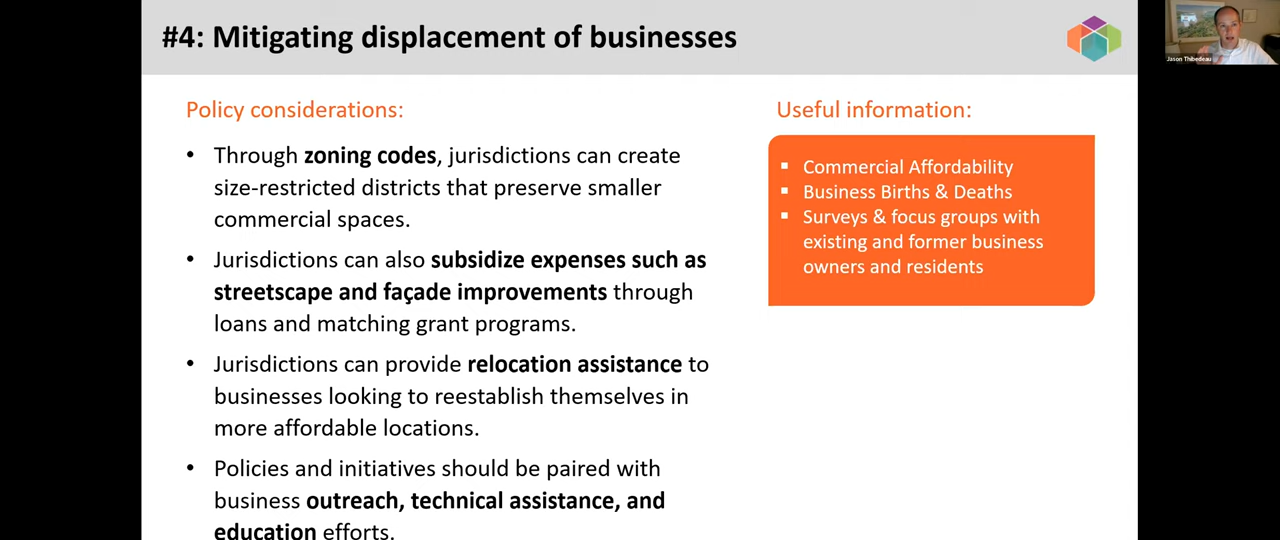 #4: Mitigating displacement of businesses
Jason Thibedeau
Policy considerations:
• Through zoning codes, jurisdictions can create
size-restricted districts that preserve smaller
commercial spaces.
• Jurisdictions can also subsidize expenses such as
streetscape and façade improvements through
loans and matching grant programs.
• Jurisdictions can provide relocation assistance to
businesses looking to reestablish themselves in
more affordable locations.
• Policies and initiatives should be paired with
business outreach, technical assistance, and
education efforts.
Useful information:
▪ Commercial Affordability
▪ Business Births & Deaths
▪ Surveys & focus groups with
existing and former business
owners and residents